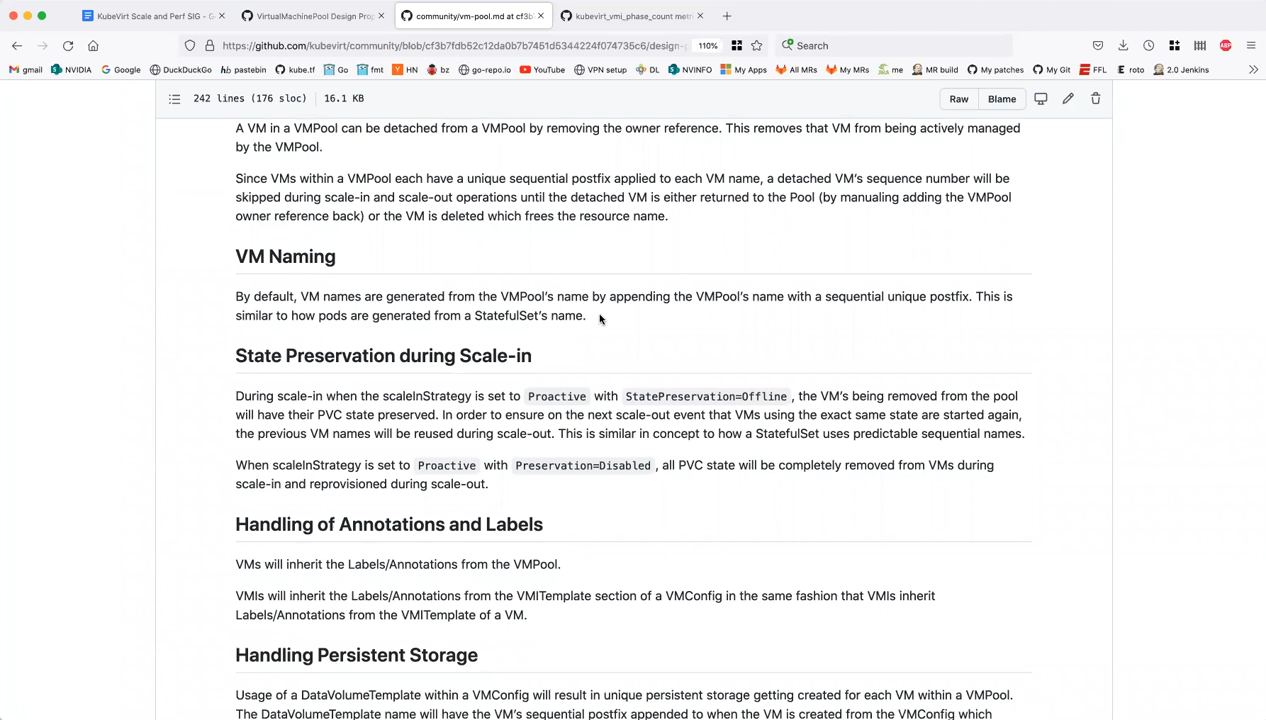 KubeVirt Scale and Perf SIG - G
VirtualMachinePool Design Pro
community/vm-pool.md at cf3b
kubevirt_vmi_phase_count metri
https://github.com/kubevirt/community/blob/cf3b7fdb52c12da0b7b7451d5344224f074735c6/design-p
110%
Search
gmail NVIDIA Google DuckDuckGo hb pastebin kube.tf Go fmt HN bz go-repo.io YouTube VPN setup DL NVINFO My Apps All MRs My MRs me MR build My patches My Git FFL roto 2.0 Jenkins
242 lines (176 sloc) 16.1 KB
Raw Blame
A VM in a VMPool can be detached from a VMPool by removing the owner reference. This removes that VM from being actively managed
by the VMPool.
Since VMs within a VMPool each have a unique sequential postfix applied to each VM name, a detached VM's sequence number will be
skipped during scale-in and scale-out operations until the detached VM is either returned to the Pool (by manualing adding the VMPool
owner reference back) or the VM is deleted which frees the resource name.
VM Naming
By default, VM names are generated from the VMPool's name by appending the VMPool's name with a sequential unique postfix. This is
similar to how pods are generated from a StatefulSet's name.
State Preservation during Scale-in
During scale-in when the scaleInStrategy is set to Proactive with StatePreservation=Offline , the VM's being removed from the pool
will have their PVC state preserved. In order to ensure on the next scale-out event that VMs using the exact same state are started again,
the previous VM names will be reused during scale-out. This is similar in concept to how a StatefulSet uses predictable sequential names.
When scaleInStrategy is set to Proactive with Preservation=Disabled , all PVC state will be completely removed from VMs during
scale-in and reprovisioned during scale-out.
Handling of Annotations and Labels
VMs will inherit the Labels/Annotations from the VMPool.
VMIs will inherit the Labels/Annotations from the VMITemplate section of a VMConfig in the same fashion that VMIs inherit
Labels/Annotations from the VMITemplate of a VM.
Handling Persistent Storage
Usage of a DataVolumeTemplate within a VMConfig will result in unique persistent storage getting created for each VM within a VMPool.
The DataVolumeTemplate name will have the VM's sequential postfix appended to when the VM is created from the VMConfig which